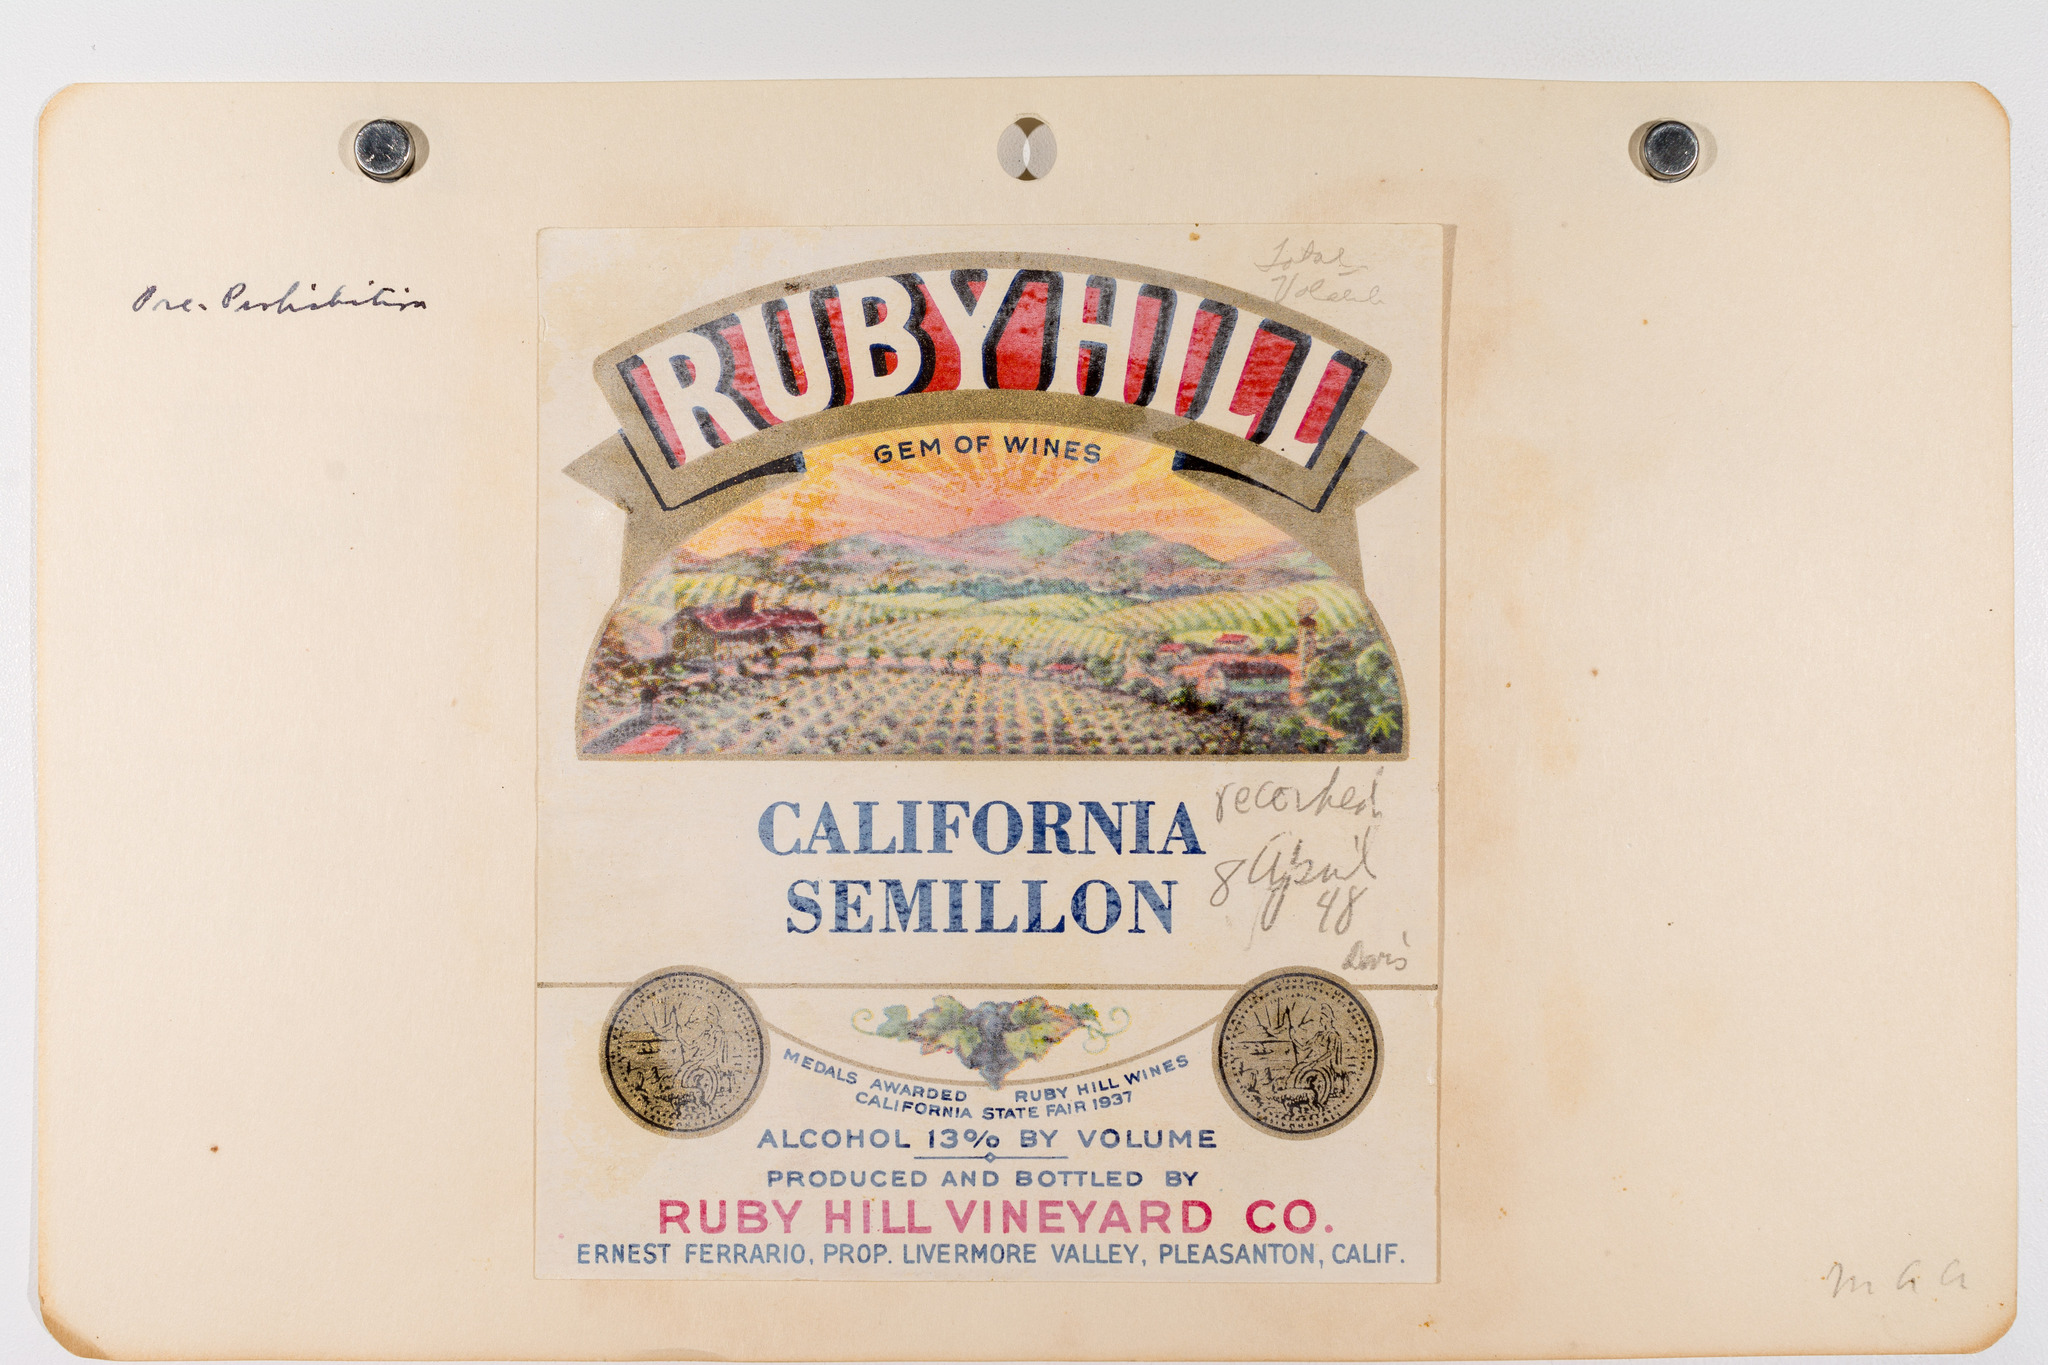 Pre-Prohibition
Total
RUBY HILL
GEM OF WINES
CALIFORNIA
SEMILLON
recorked
8 April
48
Davis
MEDALS AWARDED RUBY HILL WINES
CALIFORNIA STATE FAIR 1937
ALCOHOL 13% BY VOLUME
PRODUCED AND BOTTLED BY
RUBY HILL VINEYARD CO.
ERNEST FERRARIO, PROP. LIVERMORE VALLEY, PLEASANTON, CALIF.